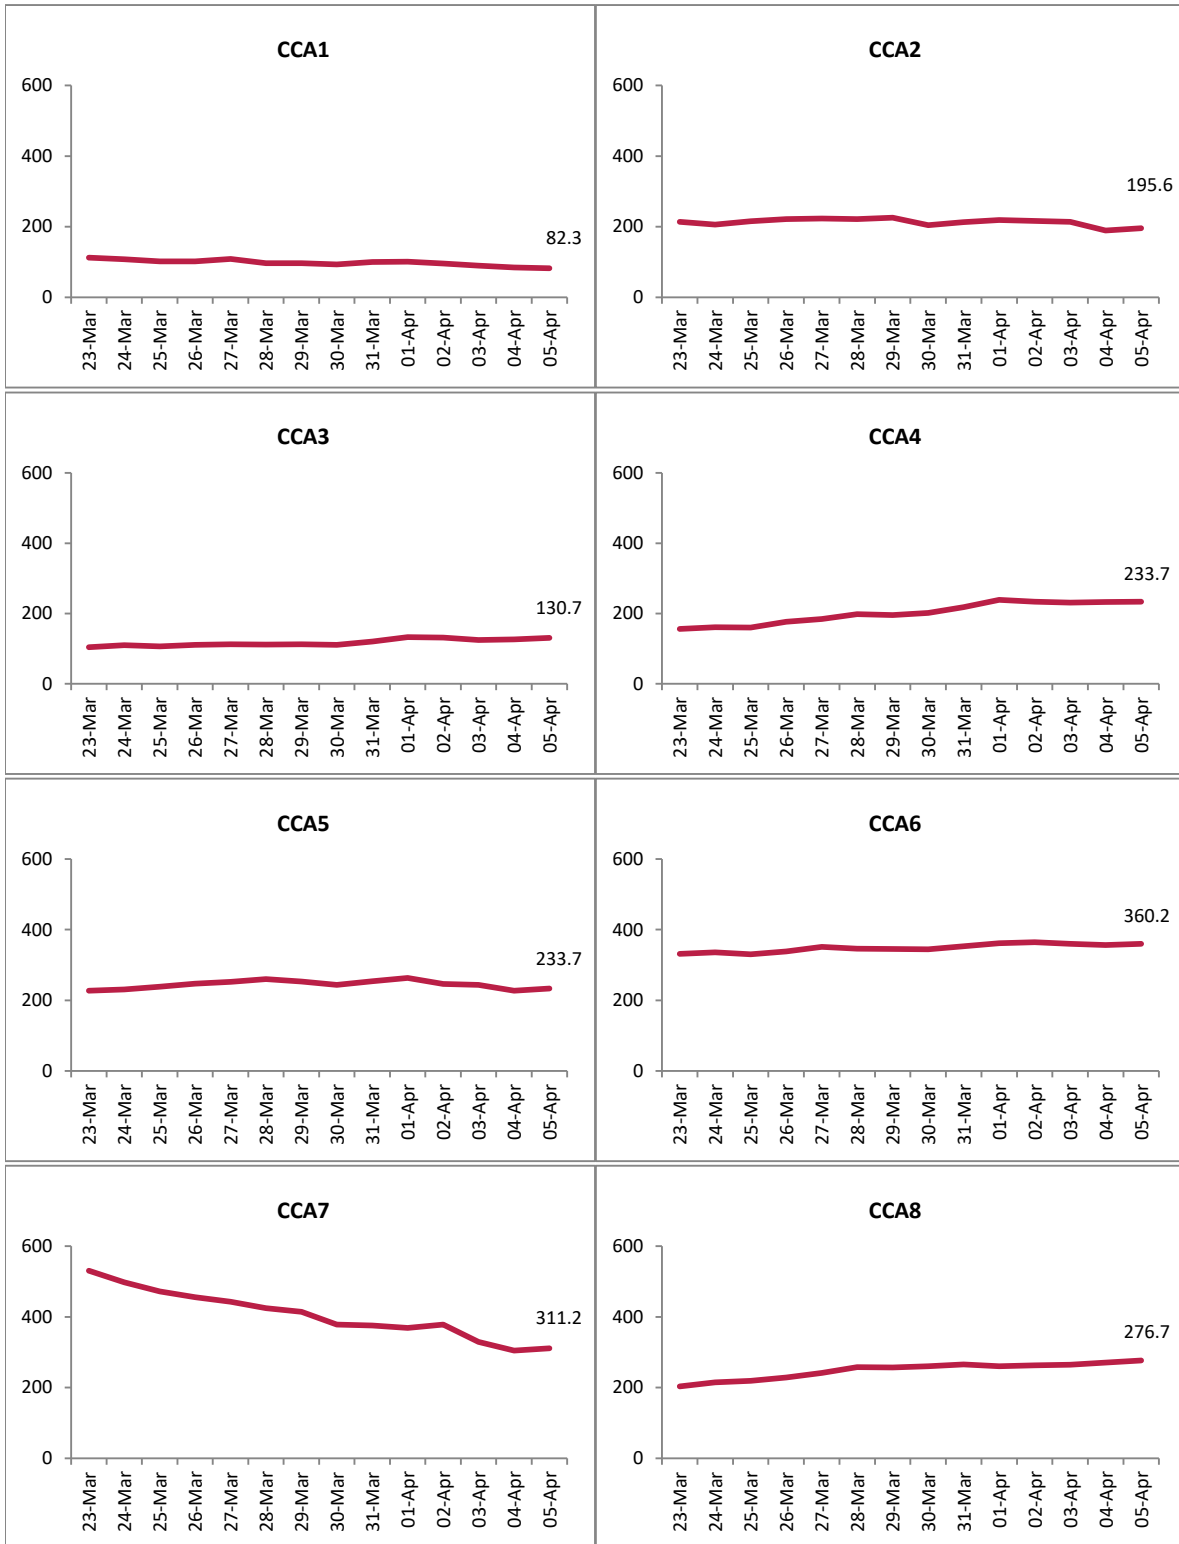 CCA1
600
400
200
0
82.3
23-Mar
24-Mar
25-Mar
26-Mar
27-Mar
28-Mar
29-Mar
30-Mar
31-Mar
01-Apr
02-Apr
03-Apr
04-Apr
05-Apr
CCA2
600
400
200
0
195.6
23-Mar
24-Mar
25-Mar
26-Mar
27-Mar
28-Mar
29-Mar
30-Mar
31-Mar
01-Apr
02-Apr
03-Apr
04-Apr
05-Apr
CCA3
600
400
200
0
130.7
23-Mar
24-Mar
25-Mar
26-Mar
27-Mar
28-Mar
29-Mar
30-Mar
31-Mar
01-Apr
02-Apr
03-Apr
04-Apr
05-Apr
CCA4
600
400
200
0
233.7
23-Mar
24-Mar
25-Mar
26-Mar
27-Mar
28-Mar
29-Mar
30-Mar
31-Mar
01-Apr
02-Apr
03-Apr
04-Apr
05-Apr
CCA5
600
400
200
0
233.7
23-Mar
24-Mar
25-Mar
26-Mar
27-Mar
28-Mar
29-Mar
30-Mar
31-Mar
01-Apr
02-Apr
03-Apr
04-Apr
05-Apr
CCA6
600
400
200
0
360.2
23-Mar
24-Mar
25-Mar
26-Mar
27-Mar
28-Mar
29-Mar
30-Mar
31-Mar
01-Apr
02-Apr
03-Apr
04-Apr
05-Apr
CCA7
600
400
200
0
311.2
23-Mar
24-Mar
25-Mar
26-Mar
27-Mar
28-Mar
29-Mar
30-Mar
31-Mar
01-Apr
02-Apr
03-Apr
04-Apr
05-Apr
CCA8
600
400
200
0
276.7
23-Mar
24-Mar
25-Mar
26-Mar
27-Mar
28-Mar
29-Mar
30-Mar
31-Mar
01-Apr
02-Apr
03-Apr
04-Apr
05-Apr